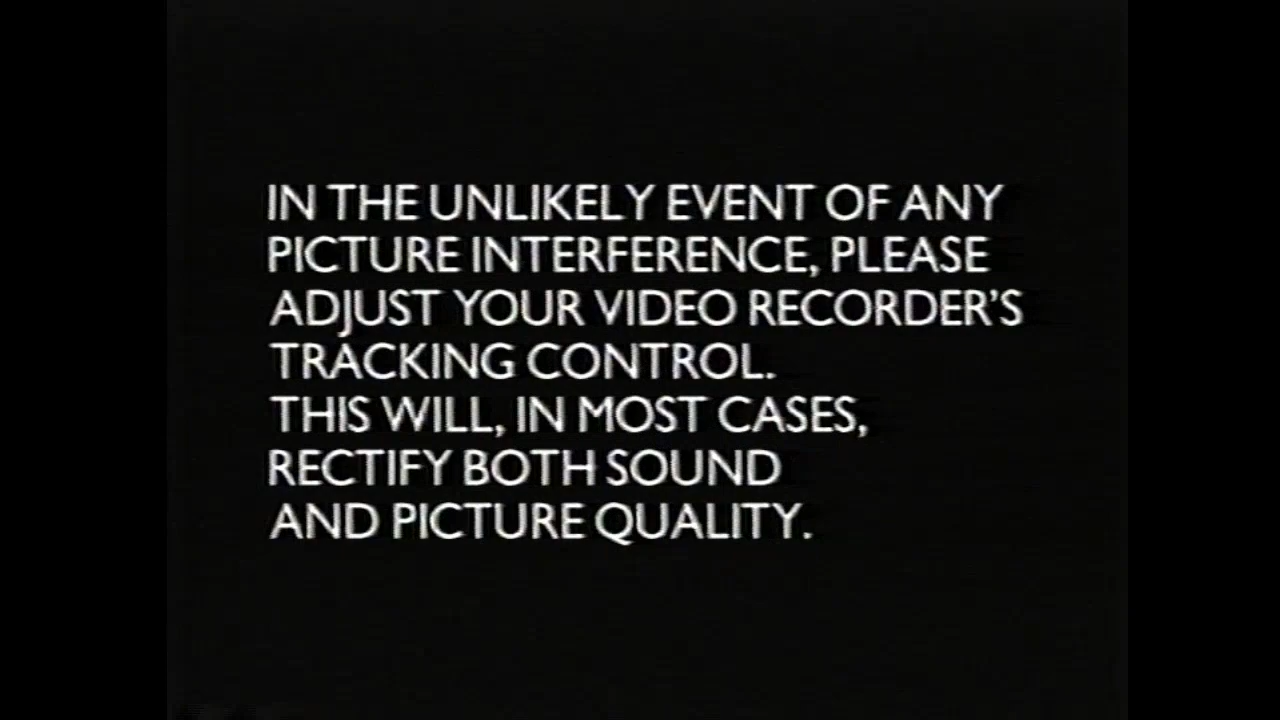 IN THE UNLIKELY EVENT OF ANY
PICTURE INTERFERENCE, PLEASE
ADJUST YOUR VIDEO RECORDER’S
TRACKING CONTROL.
THIS WILL, IN MOST CASES,
RECTIFY BOTH SOUND
AND PICTURE QUALITY.